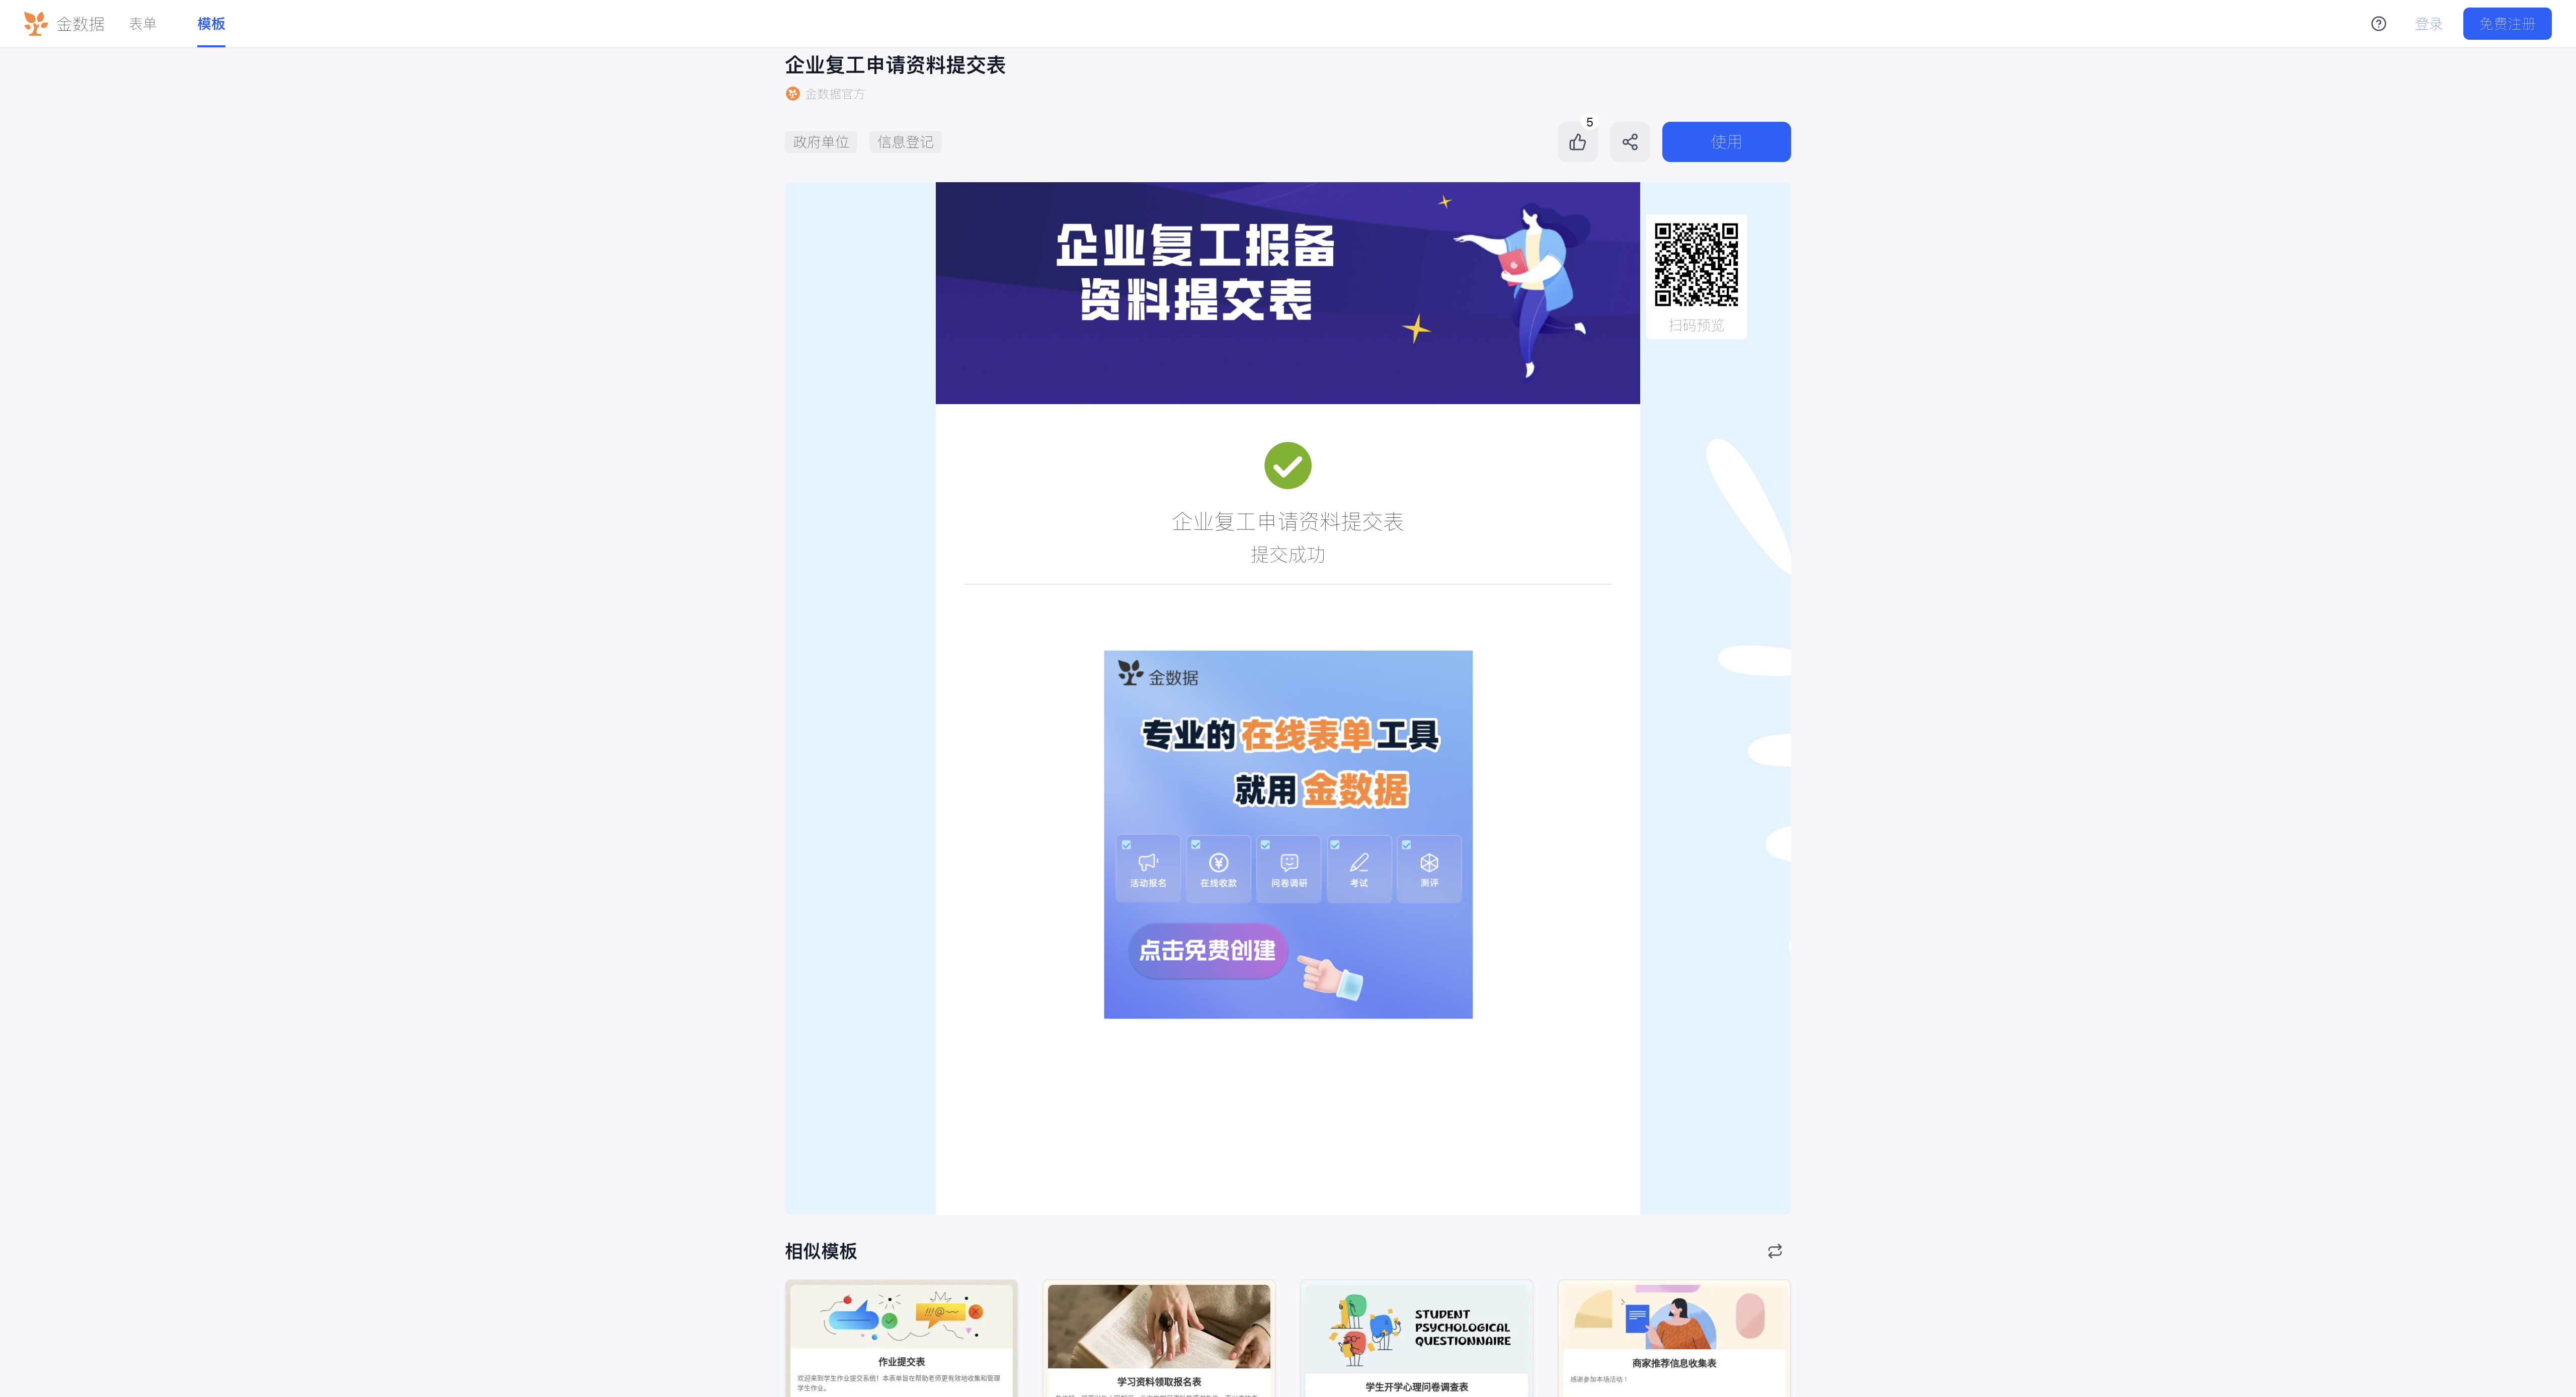 金数据
表单
模板
登录
免费注册
企业复工申请资料提交表
金数据官方
政府单位
信息登记
5
使用
企业复工报备
资料提交表
扫码预览
企业复工申请资料提交表
提交成功
金数据
专业的在线表单工具
就用金数据
活动报名
在线收款
问卷调研
考试
测评
点击免费创建
相似模板
作业提交表
欢迎来到学生作业提交系统！本表单旨在帮助老师更有效地收集和管理
学生作业。
学习资料领取报名表
STUDENT
PSYCHOLOGICAL
QUESTIONNAIRE
学生开学心理问卷调查表
商家推荐信息收集表
感谢参加本场活动！